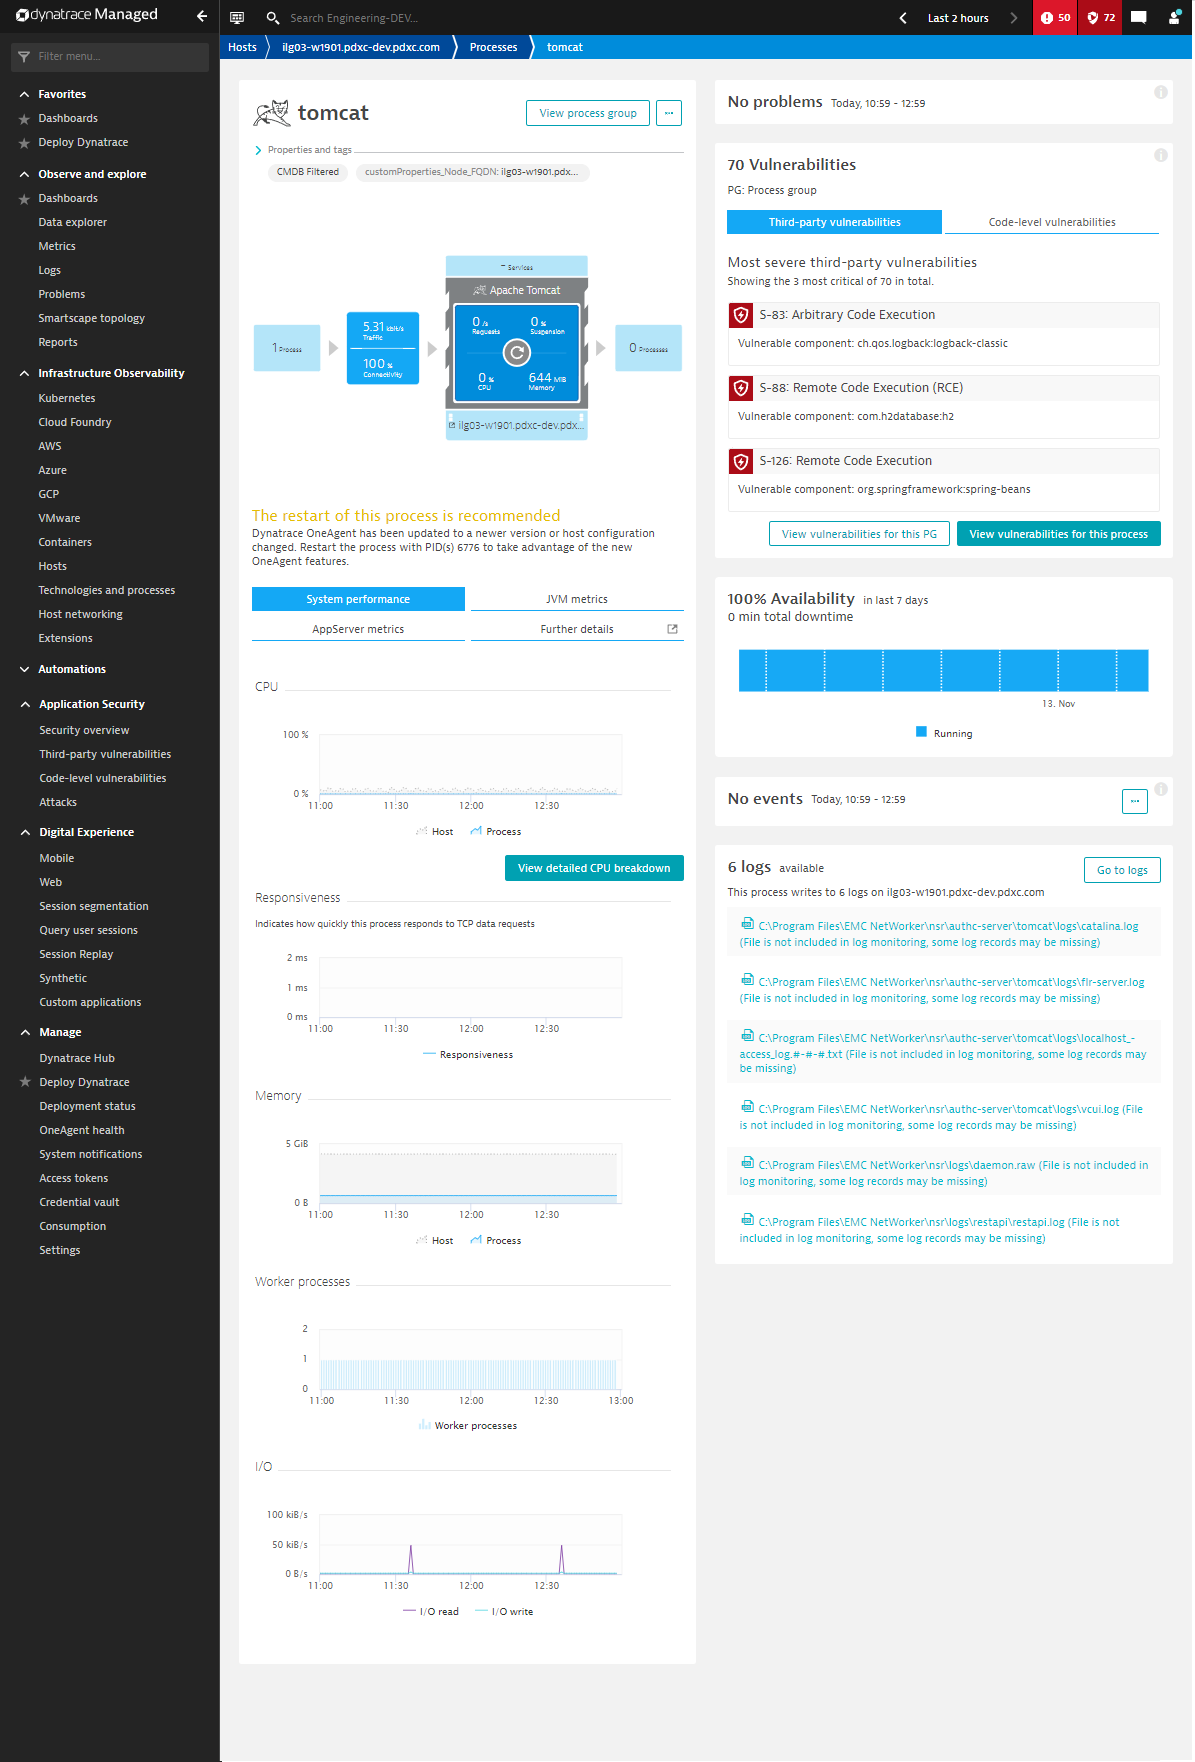 dynatrace Managed
Search Engineering-DEV...
Last 2 hours
50
72
Filter menu...
Hosts
ilg03-w1901.pdxc-dev.pdxc.com
Processes
tomcat
Favorites
Dashboards
Deploy Dynatrace
Observe and explore
Dashboards
Data explorer
Metrics
Logs
Problems
Smartscape topology
Reports
Infrastructure Observability
Kubernetes
Cloud Foundry
AWS
Azure
GCP
VMware
Containers
Hosts
Technologies and processes
Host networking
Extensions
Automations
Application Security
Security overview
Third-party vulnerabilities
Code-level vulnerabilities
Attacks
Digital Experience
Mobile
Web
Session segmentation
Query user sessions
Session Replay
Synthetic
Custom applications
Manage
Dynatrace Hub
Deploy Dynatrace
Deployment status
OneAgent health
System notifications
Access tokens
Credential vault
Consumption
Settings
tomcat
View process group
...
Properties and tags
CMDB Filtered
customProperties_Node_FQDN: ilg03-w1901.pdx...
– Services
Apache Tomcat
1 Process
5.31 kbit/s
Traffic
100 %
Connectivity
0 /s
Requests
0 %
Suspension
0 %
CPU
644 MiB
Memory
0 Processes
ilg03-w1901.pdxc-dev.pdx...
The restart of this process is recommended
Dynatrace OneAgent has been updated to a newer version or host configuration
changed. Restart the process with PID(s) 6776 to take advantage of the new
OneAgent features.
System performance
JVM metrics
AppServer metrics
Further details
CPU
100 %
0 %
11:00
11:30
12:00
12:30
Host
Process
View detailed CPU breakdown
Responsiveness
Indicates how quickly this process responds to TCP data requests
2 ms
1 ms
0 ms
11:00
11:30
12:00
12:30
Responsiveness
Memory
5 GiB
0 B
11:00
11:30
12:00
12:30
Host
Process
Worker processes
2
1
0
11:00
11:30
12:00
12:30
13:00
Worker processes
I/O
100 kiB/s
50 kiB/s
0 B/s
11:00
11:30
12:00
12:30
I/O read
I/O write
No problems Today, 10:59 - 12:59
70 Vulnerabilities
PG: Process group
Third-party vulnerabilities
Code-level vulnerabilities
Most severe third-party vulnerabilities
Showing the 3 most critical of 70 in total.
S-83: Arbitrary Code Execution
Vulnerable component: ch.qos.logback:logback-classic
S-88: Remote Code Execution (RCE)
Vulnerable component: com.h2database:h2
S-126: Remote Code Execution
Vulnerable component: org.springframework:spring-beans
View vulnerabilities for this PG
View vulnerabilities for this process
100% Availability in last 7 days
0 min total downtime
13. Nov
Running
No events Today, 10:59 - 12:59
...
6 logs available
Go to logs
This process writes to 6 logs on ilg03-w1901.pdxc-dev.pdxc.com
C:\Program Files\EMC NetWorker\nsr\authc-server\tomcat\logs\catalina.log
(File is not included in log monitoring, some log records may be missing)
C:\Program Files\EMC NetWorker\nsr\authc-server\tomcat\logs\flr-server.log
(File is not included in log monitoring, some log records may be missing)
C:\Program Files\EMC NetWorker\nsr\authc-server\tomcat\logs\localhost_-
access_log.#-#-#.txt (File is not included in log monitoring, some log records may
be missing)
C:\Program Files\EMC NetWorker\nsr\authc-server\tomcat\logs\vcui.log (File
is not included in log monitoring, some log records may be missing)
C:\Program Files\EMC NetWorker\nsr\logs\daemon.raw (File is not included in
log monitoring, some log records may be missing)
C:\Program Files\EMC NetWorker\nsr\logs\restapi\restapi.log (File is not
included in log monitoring, some log records may be missing)